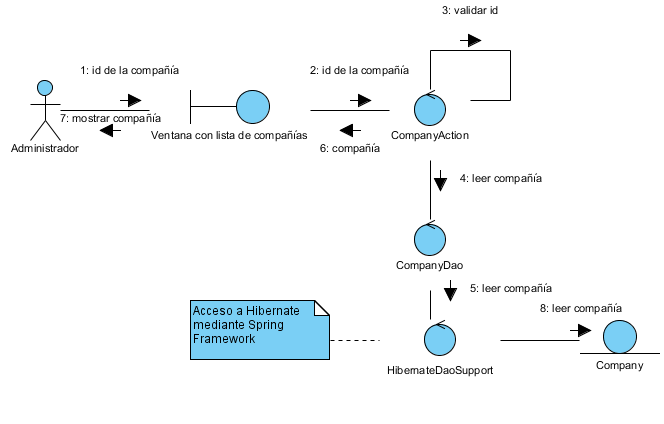 3: validar id
1: id de la compañía
2: id de la compañía
7: mostrar compañía
Ventana con lista de compañías
CompanyAction
Administrador
6: compañía
4: leer compañía
CompanyDao
5: leer compañía
Acceso a Hibernate
mediante Spring
Framework
8: leer compañía
HibernateDaoSupport
Company